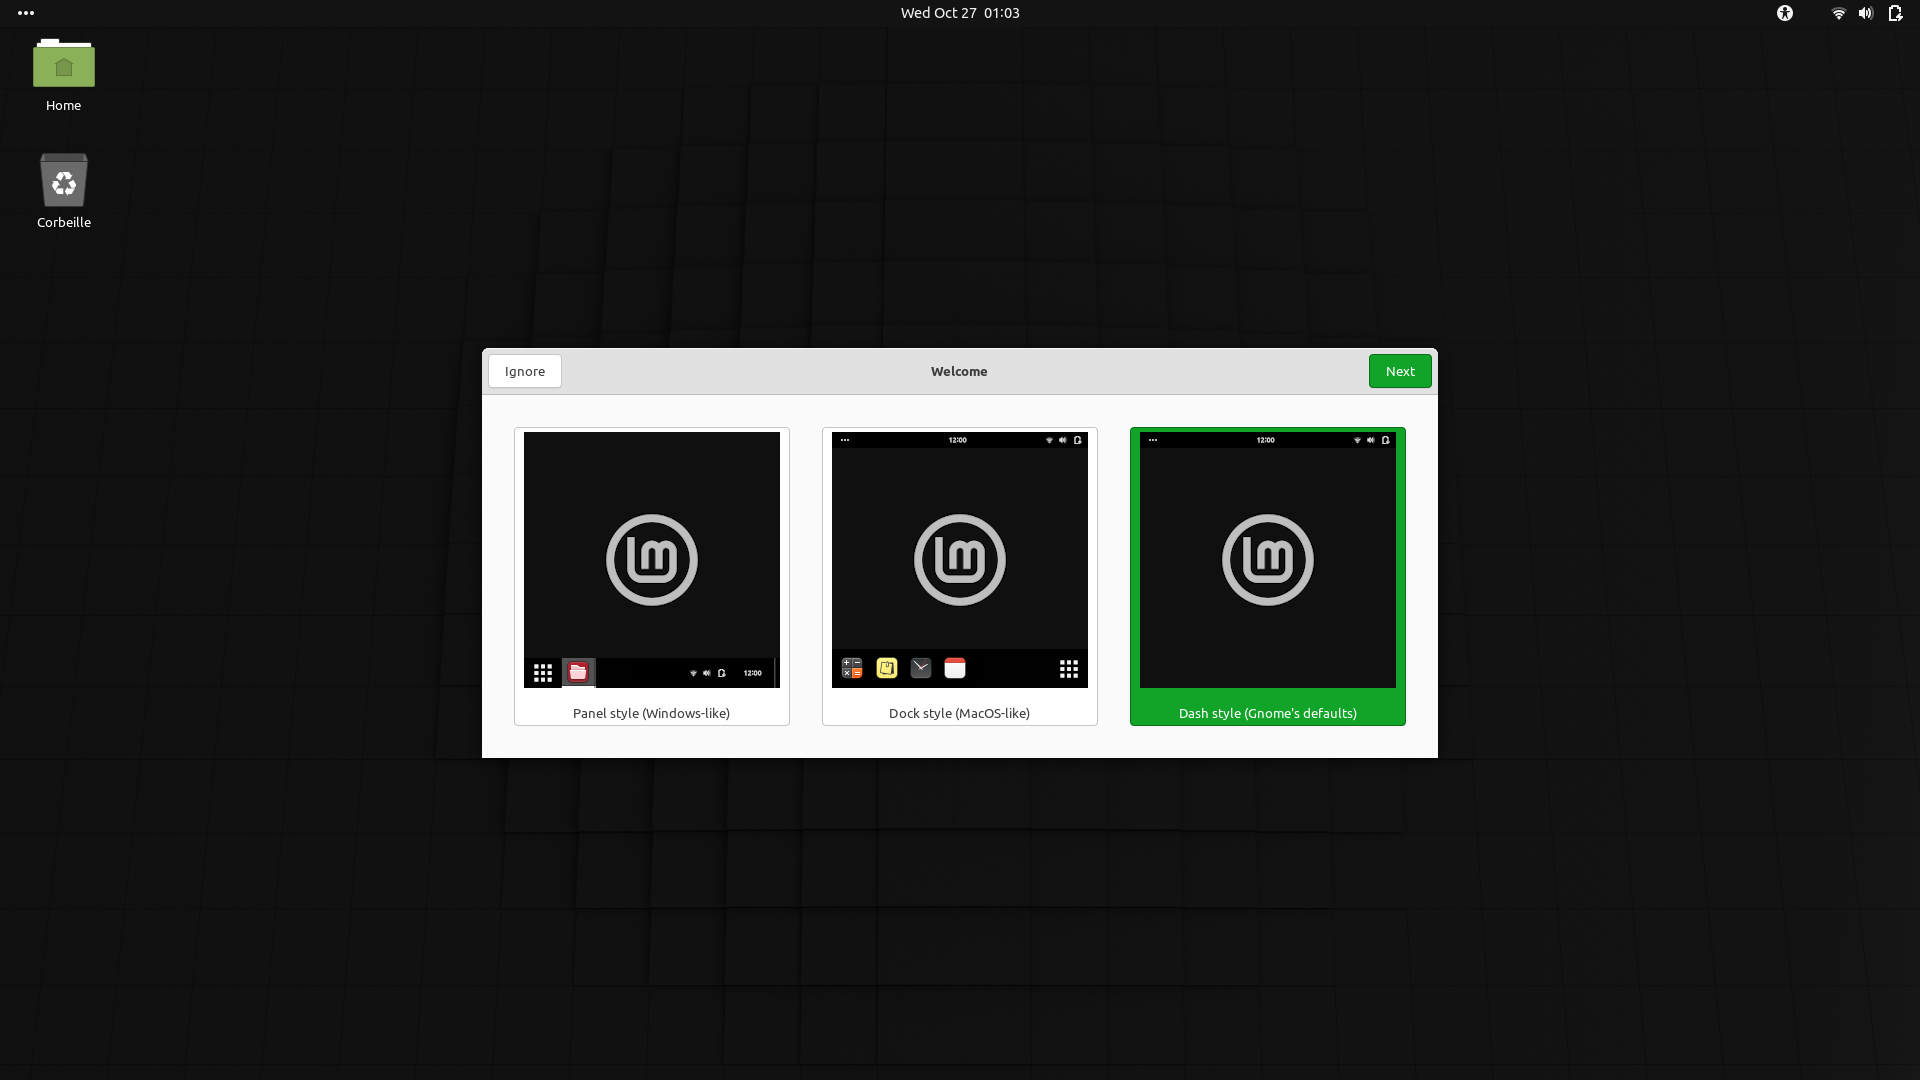 Wed Oct 27 01:03
Home
Corbeille
Ignore
Welcome
Next
12:00
Panel style (Windows-like)
12:00
Dock style (MacOS-like)
12:00
Dash style (Gnome's defaults)